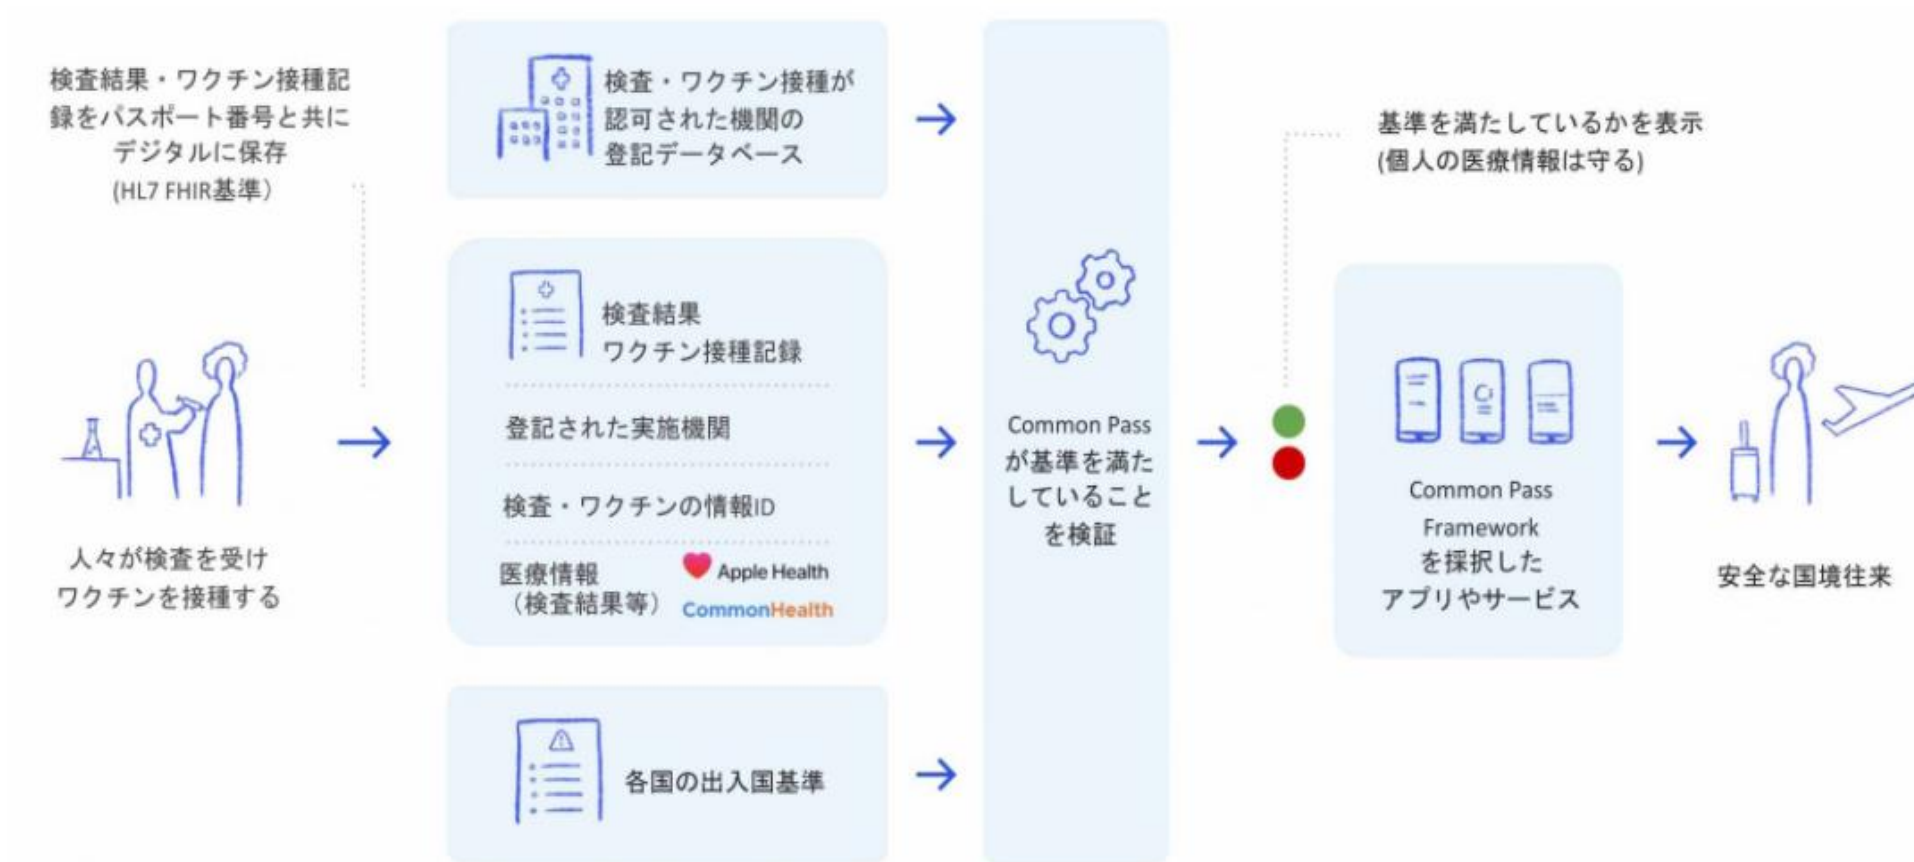 検査結果・ワクチン接種記
録をパスポート番号と共に
デジタルに保存
(HL7 FHIR基準）
人々が検査を受け
ワクチンを接種する
検査・ワクチン接種が
認可された機関の
登記データベース
検査結果
ワクチン接種記録
登記された実施機関
検査・ワクチンの情報ID
医療情報
（検査結果等）
Apple Health
CommonHealth
各国の出入国基準
Common Pass
が基準を満た
していること
を検証
基準を満たしているかを表示
(個人の医療情報は守る)
Common Pass
Framework
を採択した
アプリやサービス
安全な国境往来